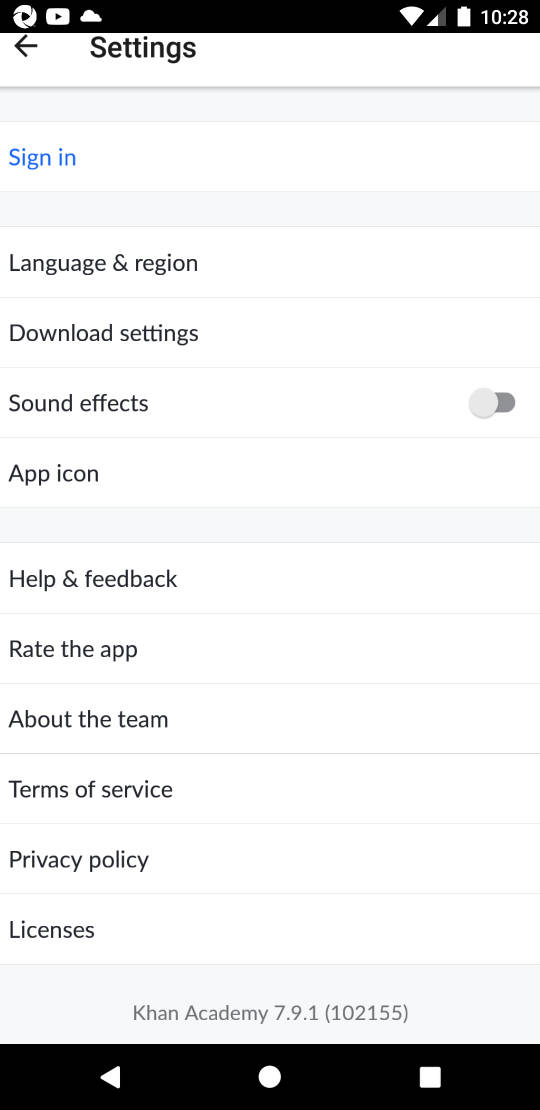 10:28
Settings
Sign in
Language & region
Download settings
Sound effects
App icon
Help & feedback
Rate the app
About the team
Terms of service
Privacy policy
Licenses
Khan Academy 7.9.1 (102155)